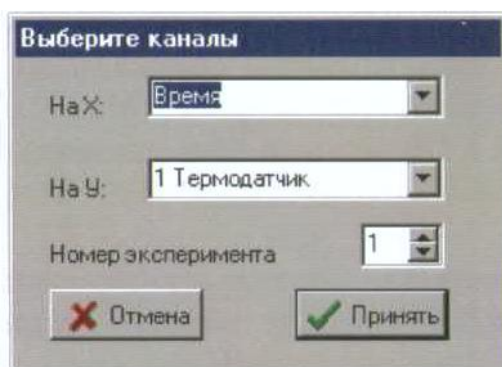 Выберите каналы
На X: Время
На У: 1 Термодатчик
Номер эксперимента 1
Отмена Принять